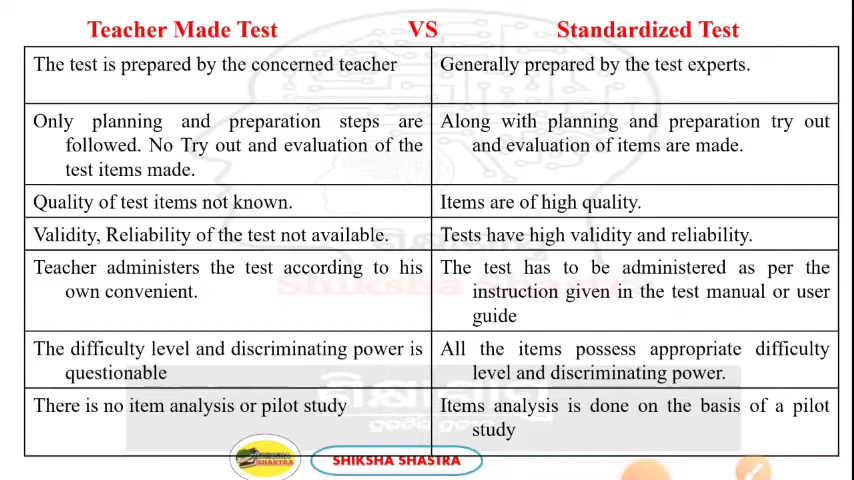 Teacher Made Test VS Standardized Test
The test is prepared by the concerned teacher
Generally prepared by the test experts.
Only planning and preparation steps are
followed. No Try out and evaluation of the
test items made.
Along with planning and preparation try out
and evaluation of items are made.
Quality of test items not known.
Items are of high quality.
Validity, Reliability of the test not available.
Tests have high validity and reliability.
Teacher administers the test according to his
own convenient.
The test has to be administered as per the
instruction given in the test manual or user
guide
The difficulty level and discriminating power is
questionable
All the items possess appropriate difficulty
level and discriminating power.
There is no item analysis or pilot study
Items analysis is done on the basis of a pilot
study
Shiksha Shastra
ଶିକ୍ଷା ଶାସ୍ତ୍ର
SHASTRA
SHIKSHA SHASTRA